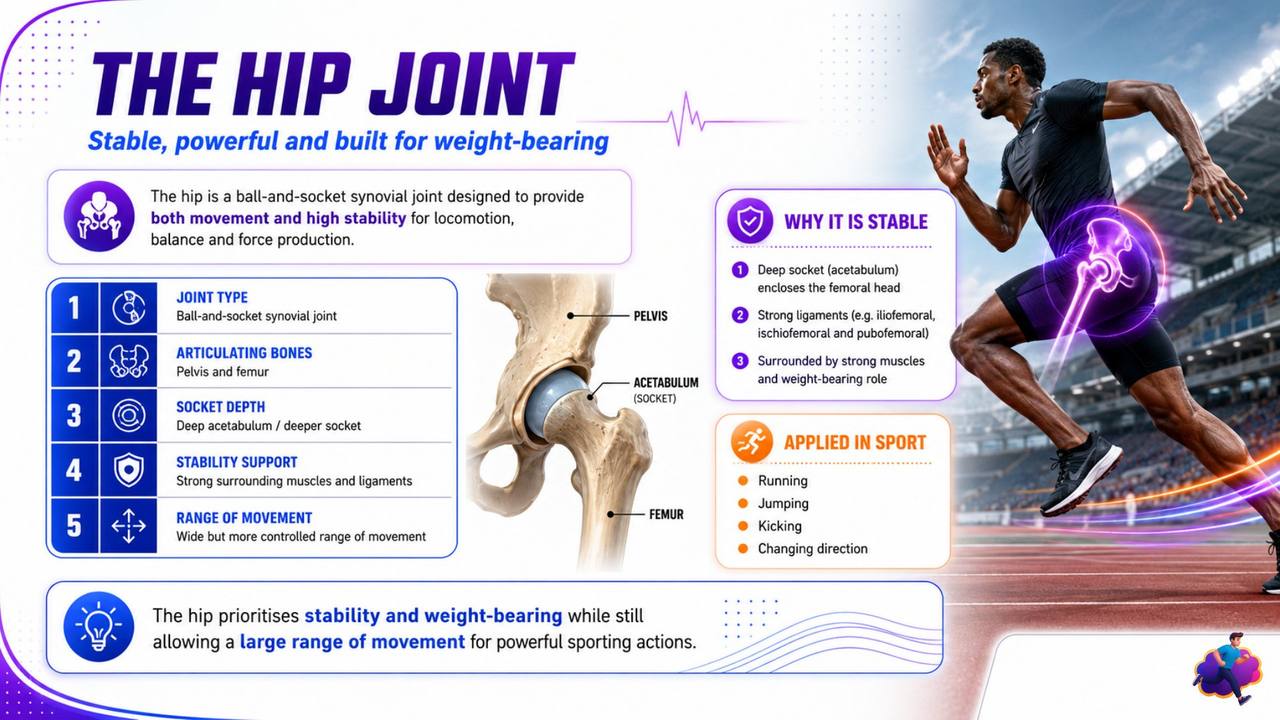 THE HIP JOINT
Stable, powerful and built for weight-bearing
The hip is a ball-and-socket synovial joint designed to provide
both movement and high stability for locomotion,
balance and force production.
1
JOINT TYPE
Ball-and-socket synovial joint
2
ARTICULATING BONES
Pelvis and femur
3
SOCKET DEPTH
Deep acetabulum / deeper socket
4
STABILITY SUPPORT
Strong surrounding muscles and ligaments
5
RANGE OF MOVEMENT
Wide but more controlled range of movement
PELVIS
ACETABULUM
(SOCKET)
FEMUR
WHY IT IS STABLE
1 Deep socket (acetabulum)
encloses the femoral head
2 Strong ligaments (e.g. iliofemoral,
ischiofemoral and pubofemoral)
3 Surrounded by strong muscles
and weight-bearing role
APPLIED IN SPORT
Running
Jumping
Kicking
Changing direction
The hip prioritises stability and weight-bearing while still
allowing a large range of movement for powerful sporting actions.